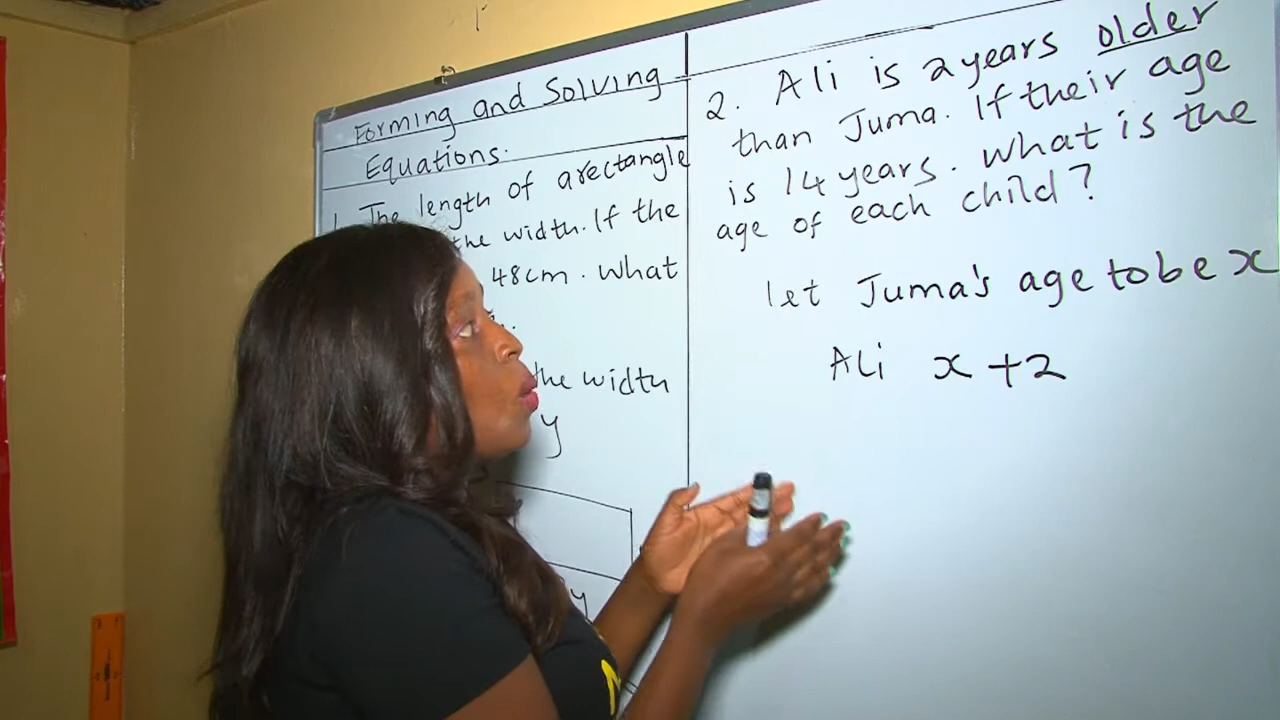 Forming and Solving
Equations.
1. The length of a rectangle
the width. If the
48cm. What
the width
y
y
2. Ali is 2 years older
than Juma. If their age
is 14 years. What is the
age of each child?
let Juma's age to be x
Ali x + 2